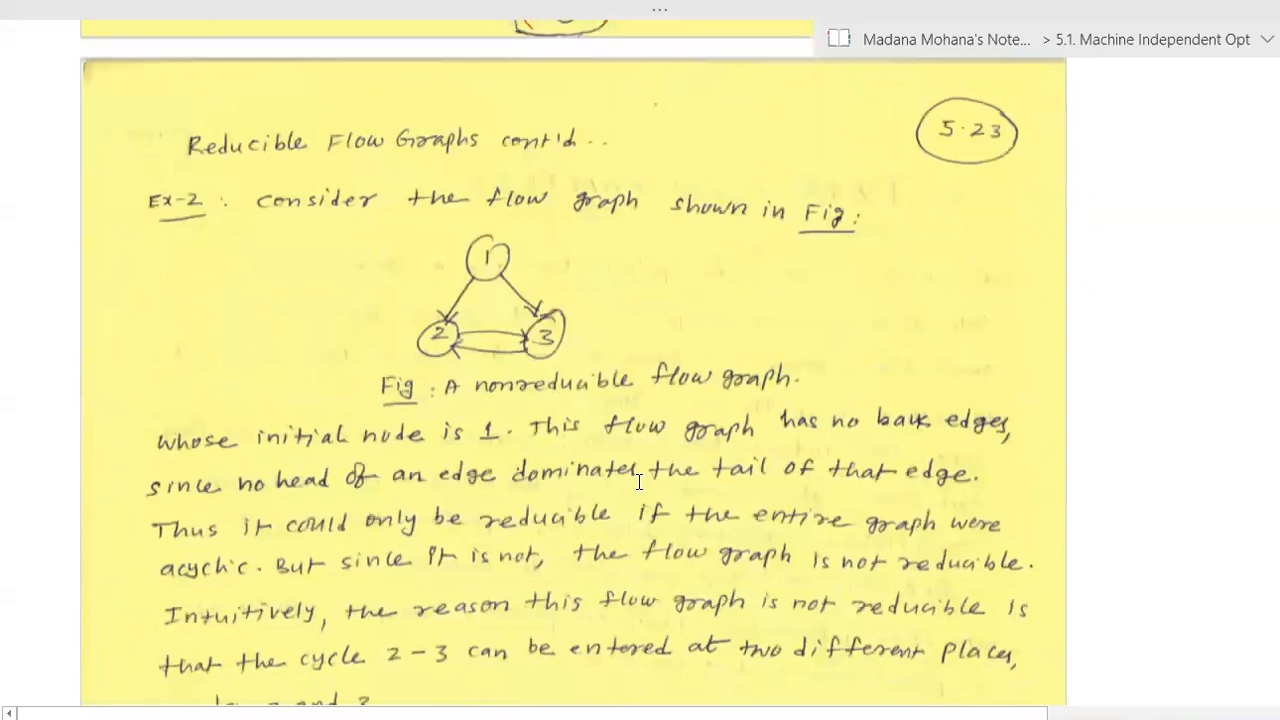 ...
Madana Mohana's Note... > 5.1. Machine Independent Opt
5.23
Reducible Flow Graphs cont'd..
Ex-2 : Consider the flow graph shown in Fig:
1
2 3
Fig : A nonreducible flow graph.
whose initial node is 1. This flow graph has no back edges,
since no head of an edge dominates the tail of that edge.
Thus it could only be reducible if the entire graph were
acyclic. But since it is not, the flow graph is not reducible.
Intuitively, the reason this flow graph is not reducible is
that the cycle 2-3 can be entered at two different places,